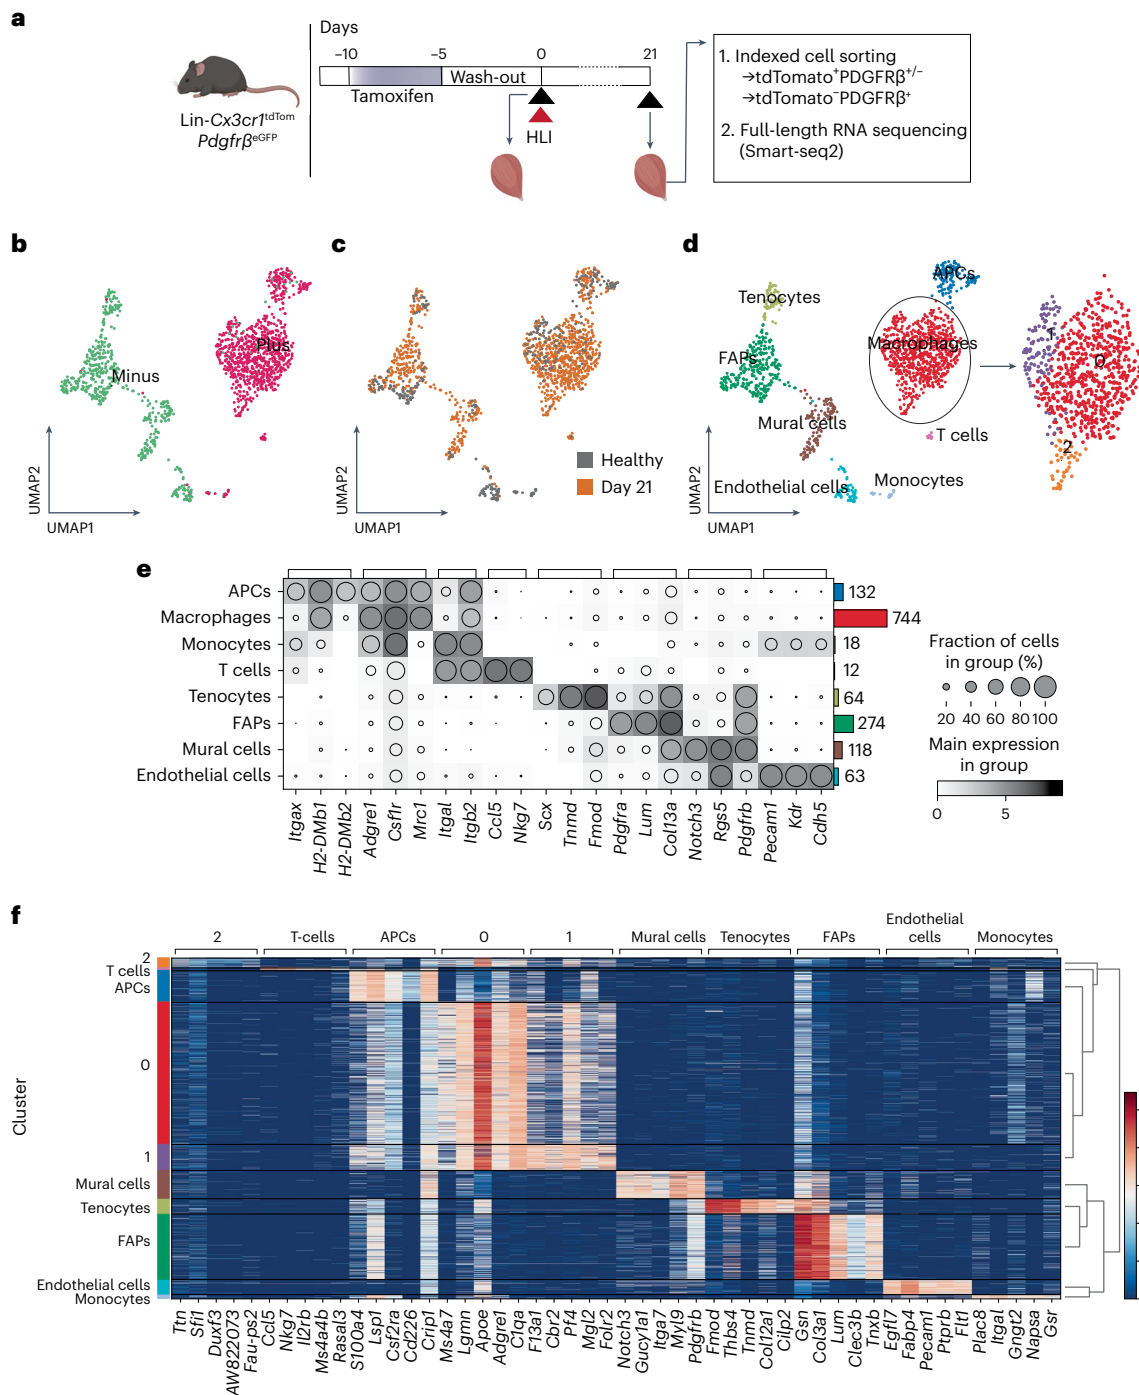 a
Days
−10
−5
0
21
Wash-out
Tamoxifen
HLI
Lin-Cx3cr1tdTom
PdgfrβeGFP
1. Indexed cell sorting
→tdTomato+PDGFRβ+/−
→tdTomato−PDGFRβ+
2. Full-length RNA sequencing
(Smart-seq2)
b
Plus
Minus
UMAP2
UMAP1
c
Healthy
Day 21
UMAP2
UMAP1
d
APCs
Tenocytes
Macrophages
FAPs
Mural cells
T cells
Endothelial cells
Monocytes
1
0
2
UMAP2
UMAP1
e
APCs
Macrophages
Monocytes
T cells
Tenocytes
FAPs
Mural cells
Endothelial cells
132
744
18
12
64
274
118
63
Itgax
H2-DMb1
H2-DMb2
Adgre1
Csf1r
Mrc1
Itgal
Itgb2
Ccl5
Nkg7
Scx
Tnmd
Fmod
Pdgfra
Lum
Col13a
Notch3
Rgs5
Pdgfrb
Pecam1
Kdr
Cdh5
Fraction of cells
in group (%)
20 40 60 80 100
Main expression
in group
0
5
f
2
T-cells
APCs
0
1
Mural cells
Tenocytes
FAPs
Endothelial
cells
Monocytes
Cluster
2
T cells
APCs
0
1
Mural cells
Tenocytes
FAPs
Endothelial cells
Monocytes
Ttn
Sfi1
Duxf3
AW822073
Fau-ps2
Ccl5
Nkg7
Il2rb
Ms4a4b
Rasal3
S100a4
Lsp1
Csf2ra
Cd226
Crip1
Ms4a7
Lgmn
Apoe
Adgre1
C1qa
F13a1
Cbr2
Pf4
Mgl2
Folr2
Notch3
Gucy1a1
Itga7
Myl9
Pdgfrb
Fmod
Thbs4
Tnmd
Col12a1
Cilp2
Gsn
Col3a1
Lum
Clec3b
Tnxb
Egfl7
Fabp4
Pecam1
Ptprb
Flt1
Plac8
Itgal
Gngt2
Napsa
Gsr